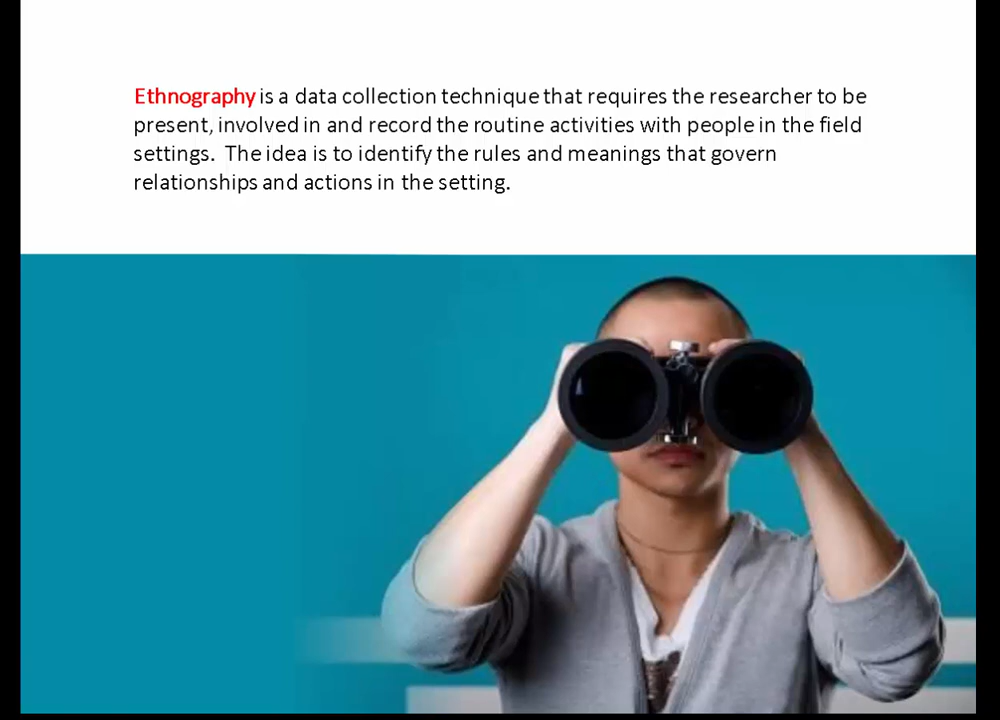 Ethnography is a data collection technique that requires the researcher to be
present, involved in and record the routine activities with people in the field
settings.  The idea is to identify the rules and meanings that govern
relationships and actions in the setting.